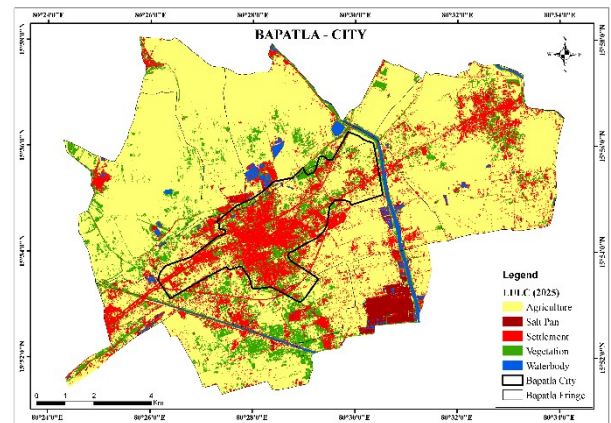 80°24'0"E 80°26'0"E 80°28'0"E 80°30'0"E 80°32'0"E 80°34'0"E
BAPATLA - CITY
N
Legend
LULC (2025)
Agriculture
Salt Pan
Settlement
Vegetation
Waterbody
Bapatla City
Bapatla Fringe
0 1 2 4
Km
80°24'0"E 80°26'0"E 80°28'0"E 80°30'0"E 80°32'0"E 80°34'0"E